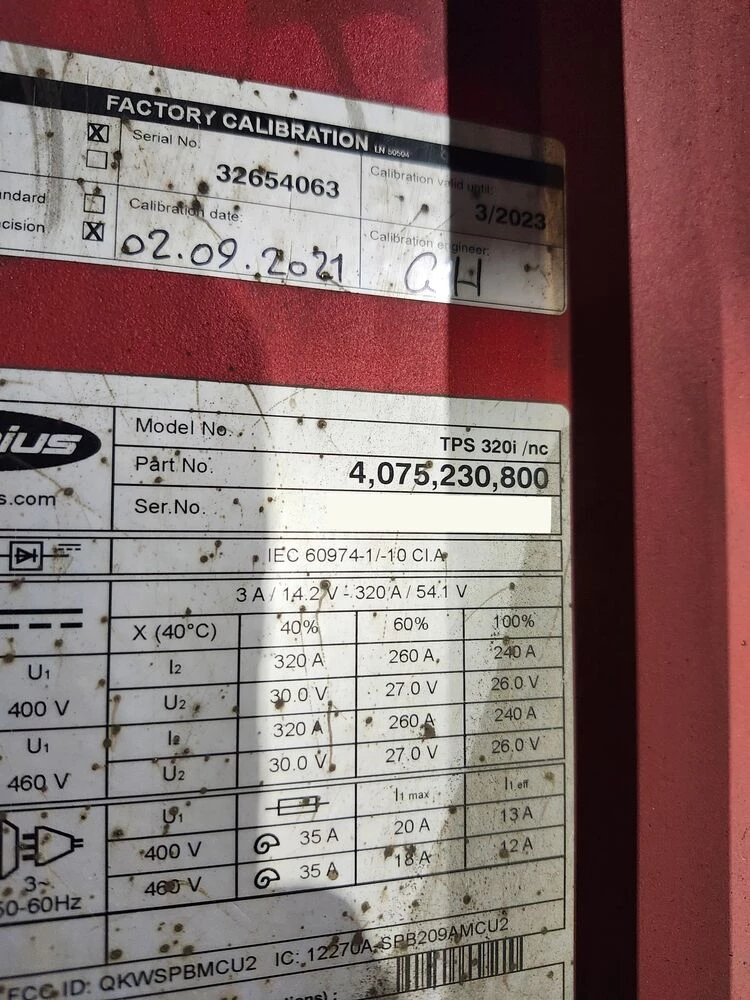 FACTORY CALIBRATION LN 50504
X Serial No. Calibration valid until:
32654063 3/2023
ndard Calibration date: Calibration engineer:
cision X 02.09.2021 GH
ius Model No. TPS 320i /nc
Part No. 4,075,230,800
s.com Ser.No.
IEC 60974-1/-10 Cl.A
3 A / 14.2 V - 320 A / 54.1 V
X (40°C) 40% 60% 100%
U1 I2 320 A 260 A 240 A
400 V U2 30.0 V 27.0 V 26.0 V
U1 I2 320 A 260 A 240 A
460 V U2 30.0 V 27.0 V 26.0 V
U1 I1 max I1 eff
400 V 35 A 20 A 13 A
3~ 460 V 35 A 18 A 12 A
50-60Hz
FCC ID: QKWSPBMCU2 IC: 12270A-SPB209AMCU2